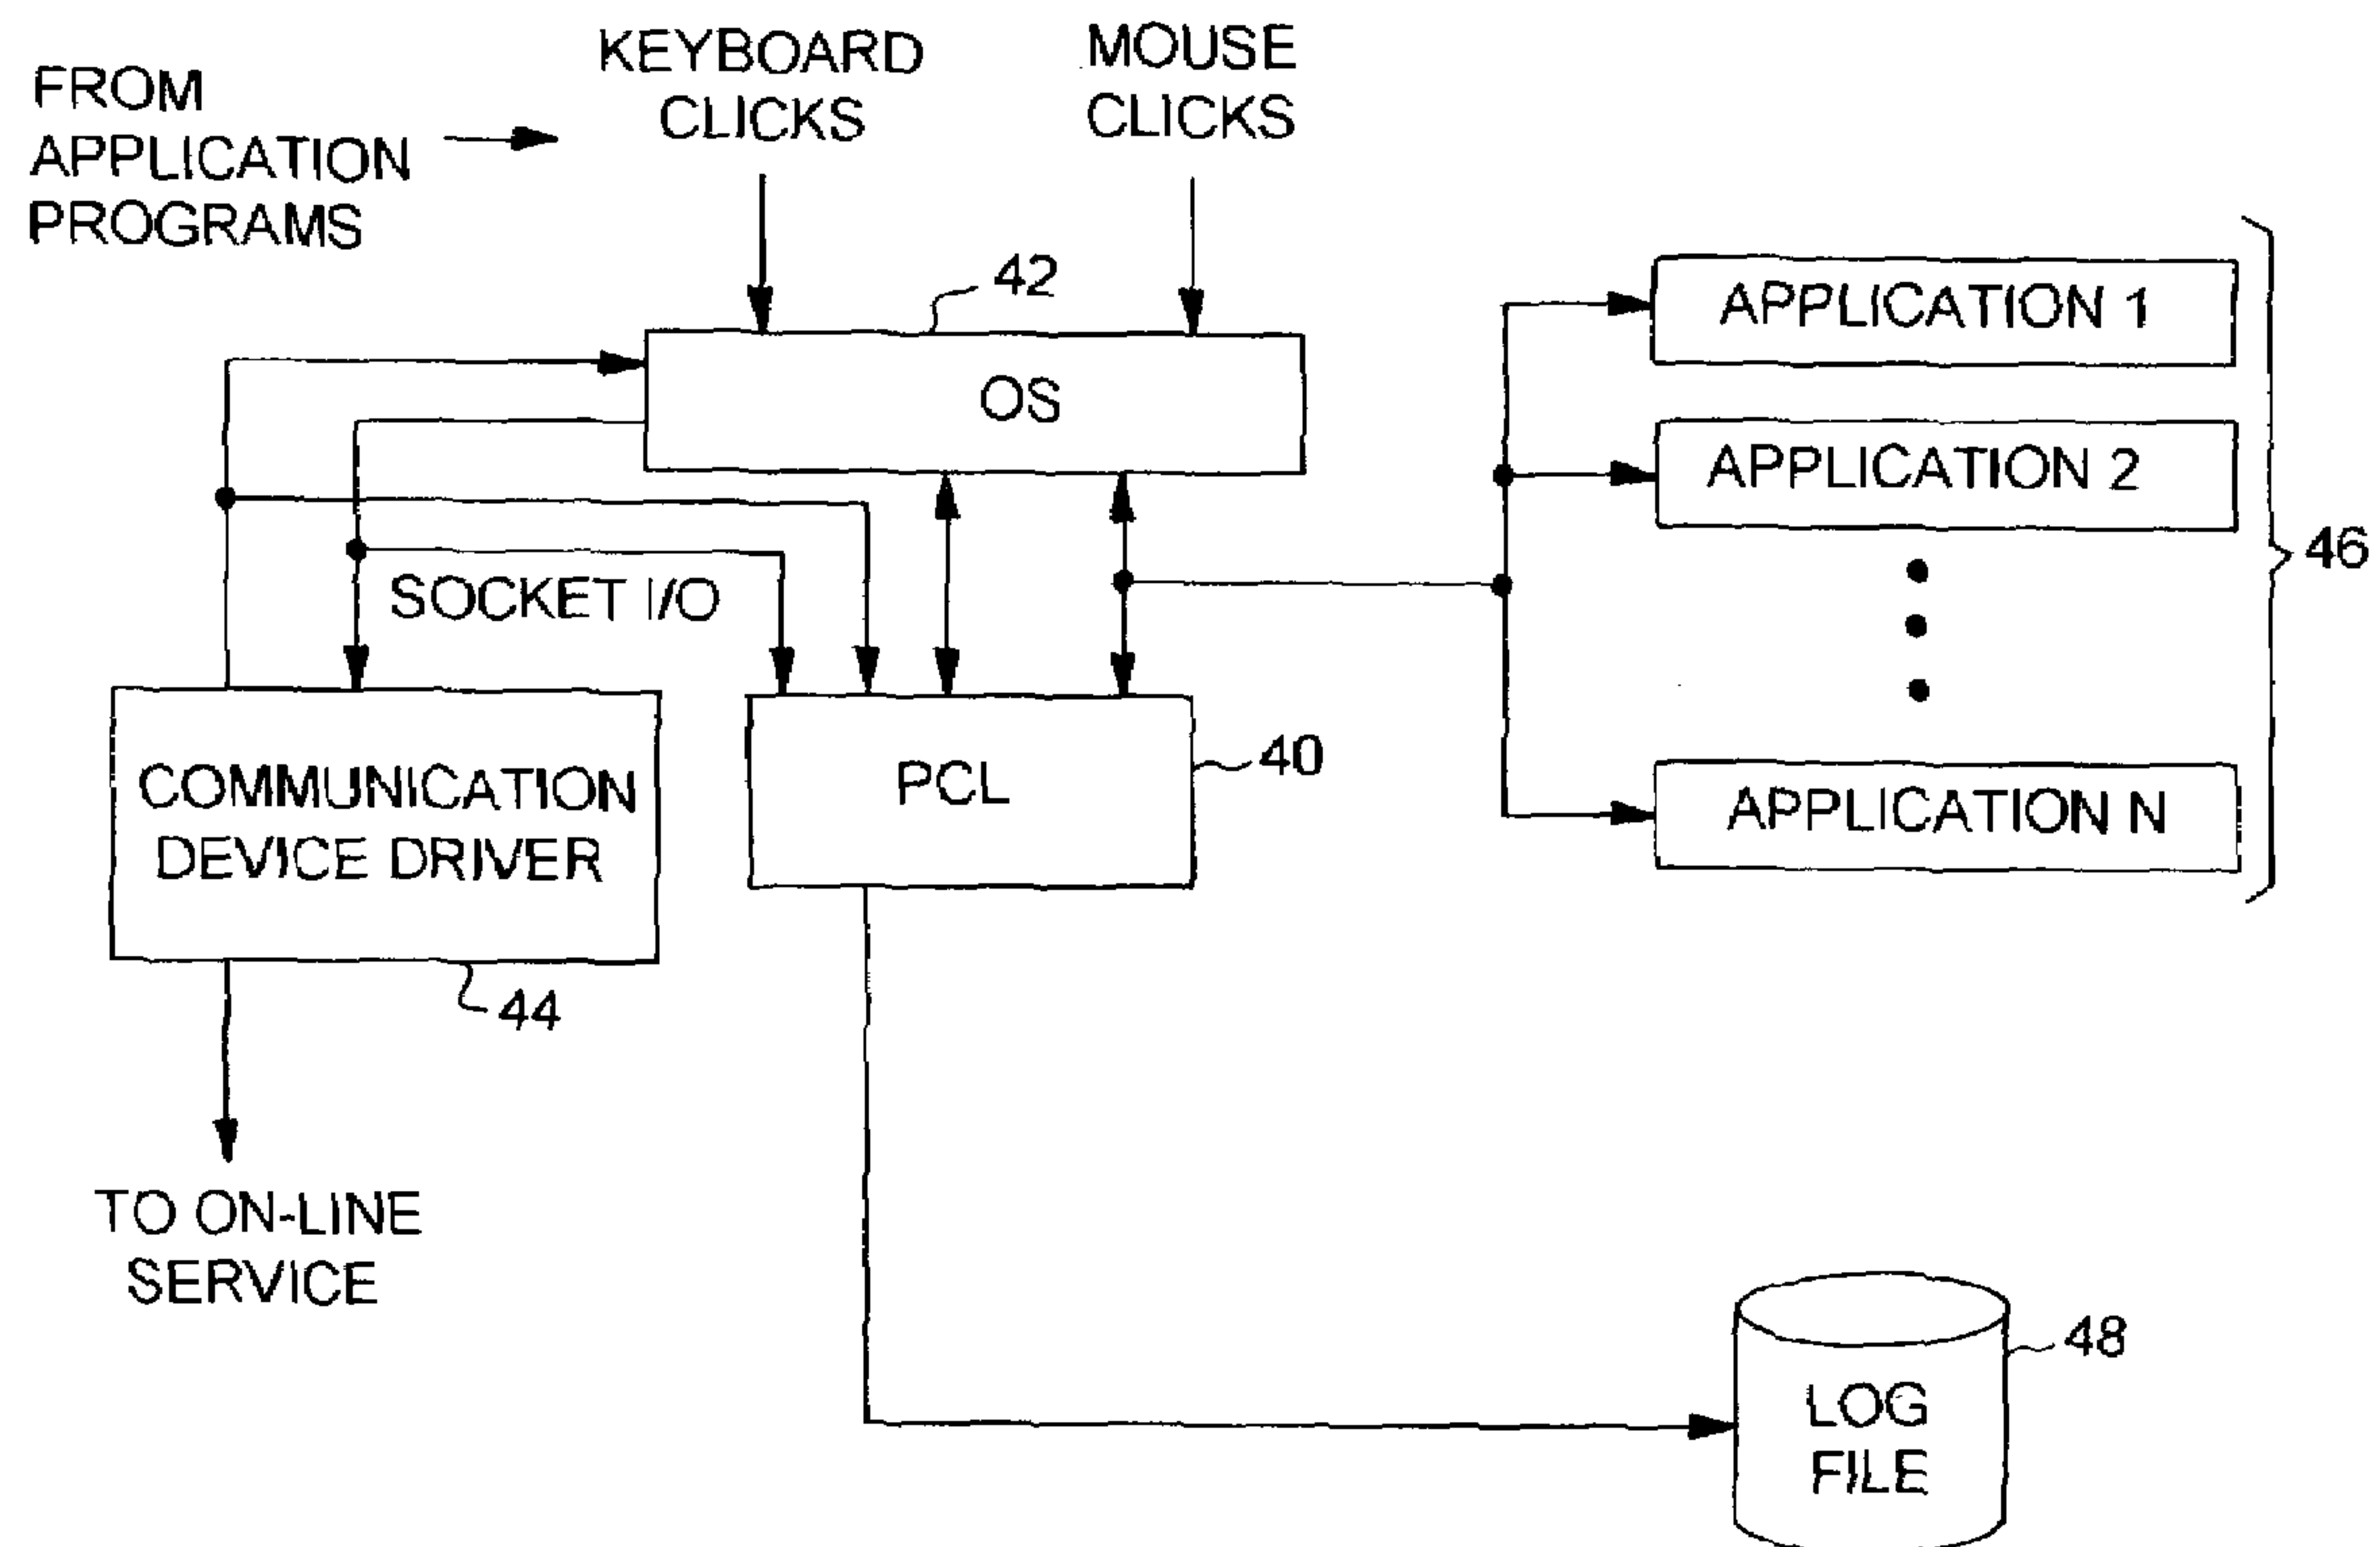 FROM
APPLICATION
PROGRAMS
KEYBOARD
CLICKS
MOUSE
CLICKS
42
OS
APPLICATION 1
APPLICATION 2
46
SOCKET I/O
COMMUNICATION
DEVICE DRIVER
PCL
40
APPLICATION N
44
TO ON-LINE
SERVICE
48
LOG
FILE